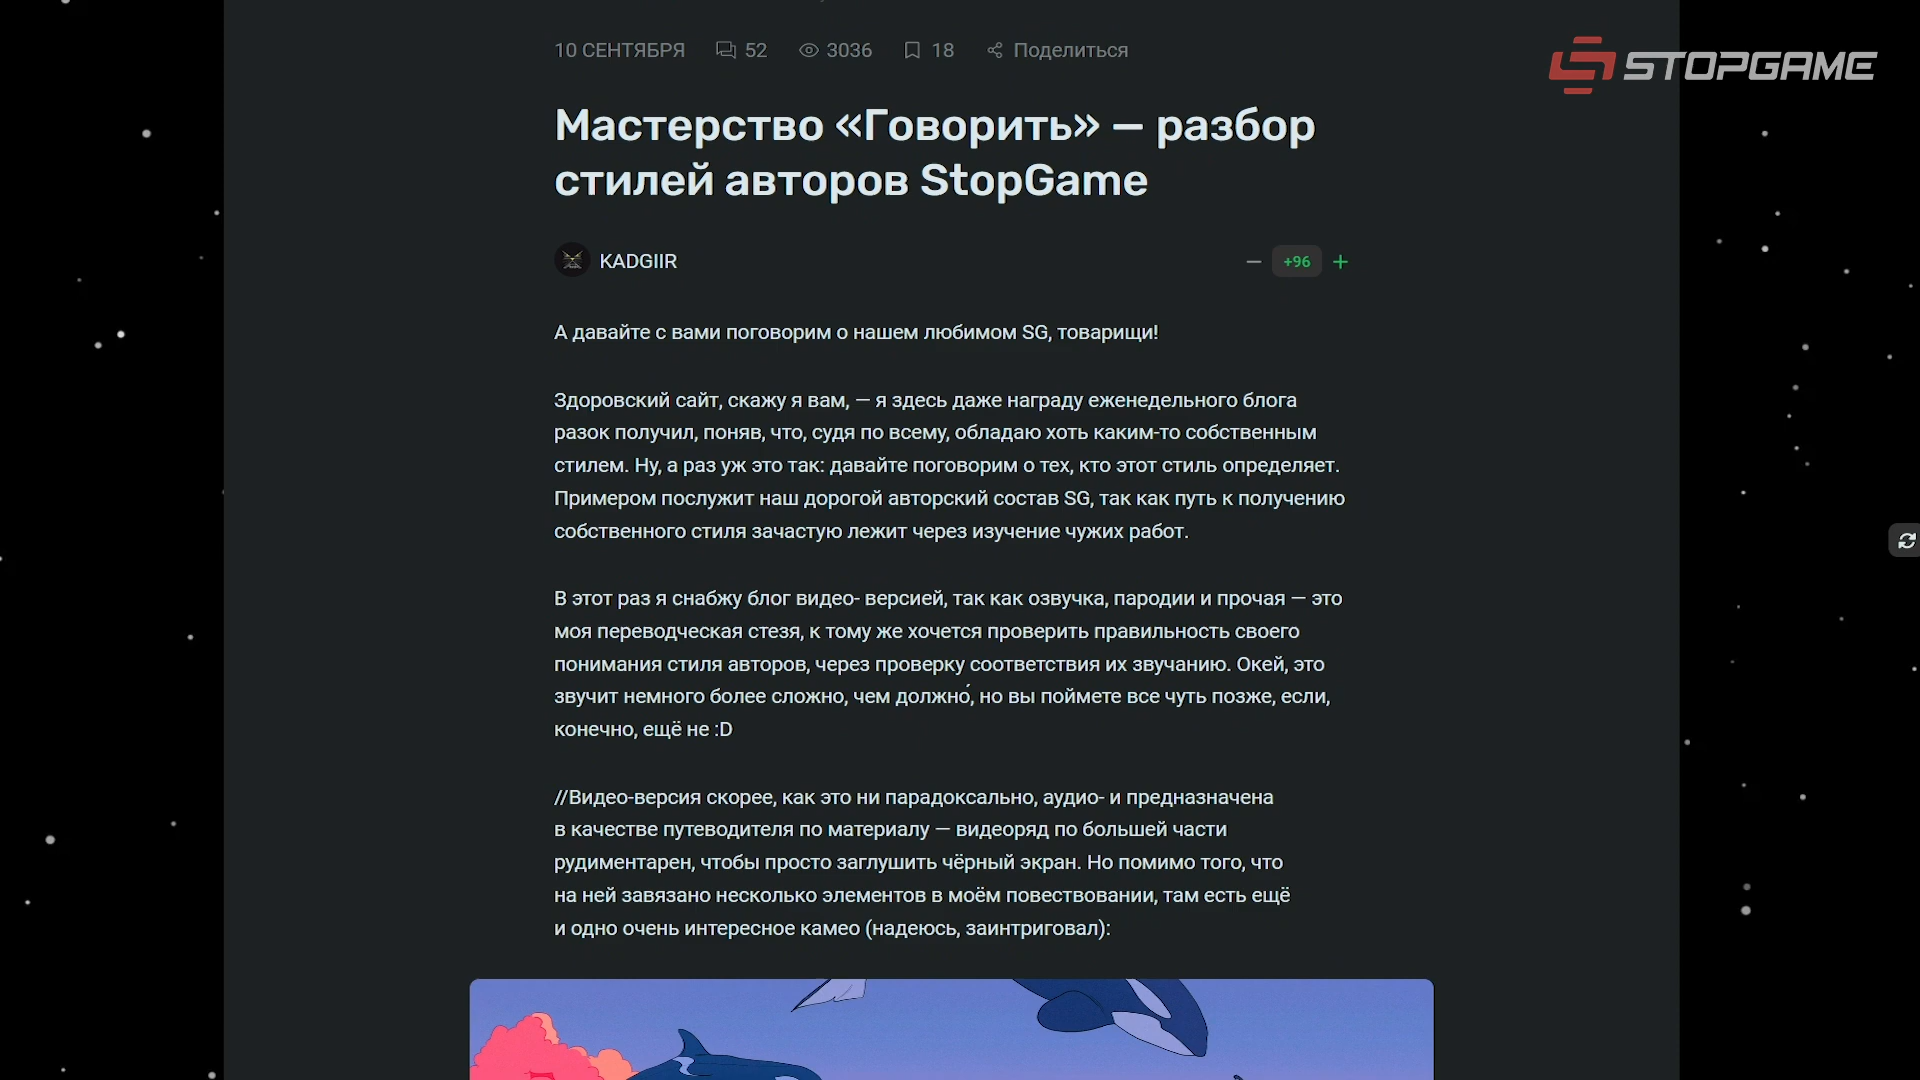 10 СЕНТЯБРЯ 52 3036 18 Поделиться
STOPGAME
Мастерство «Говорить» — разбор
стилей авторов StopGame
KADGIIR
+96
А давайте с вами поговорим о нашем любимом SG, товарищи!
Здоровский сайт, скажу я вам, — я здесь даже награду еженедельного блога
разок получил, поняв, что, судя по всему, обладаю хоть каким-то собственным
стилем. Ну, а раз уж это так: давайте поговорим о тех, кто этот стиль определяет.
Примером послужит наш дорогой авторский состав SG, так как путь к получению
собственного стиля зачастую лежит через изучение чужих работ.
В этот раз я снабжу блог видео- версией, так как озвучка, пародии и прочая — это
моя переводческая стезя, к тому же хочется проверить правильность своего
понимания стиля авторов, через проверку соответствия их звучанию. Окей, это
звучит немного более сложно, чем должно́, но вы поймете все чуть позже, если,
конечно, ещё не :D
//Видео-версия скорее, как это ни парадоксально, аудио- и предназначена
в качестве путеводителя по материалу — видеоряд по большей части
рудиментарен, чтобы просто заглушить чёрный экран. Но помимо того, что
на ней завязано несколько элементов в моём повествовании, там есть ещё
и одно очень интересное камео (надеюсь, заинтриговал):